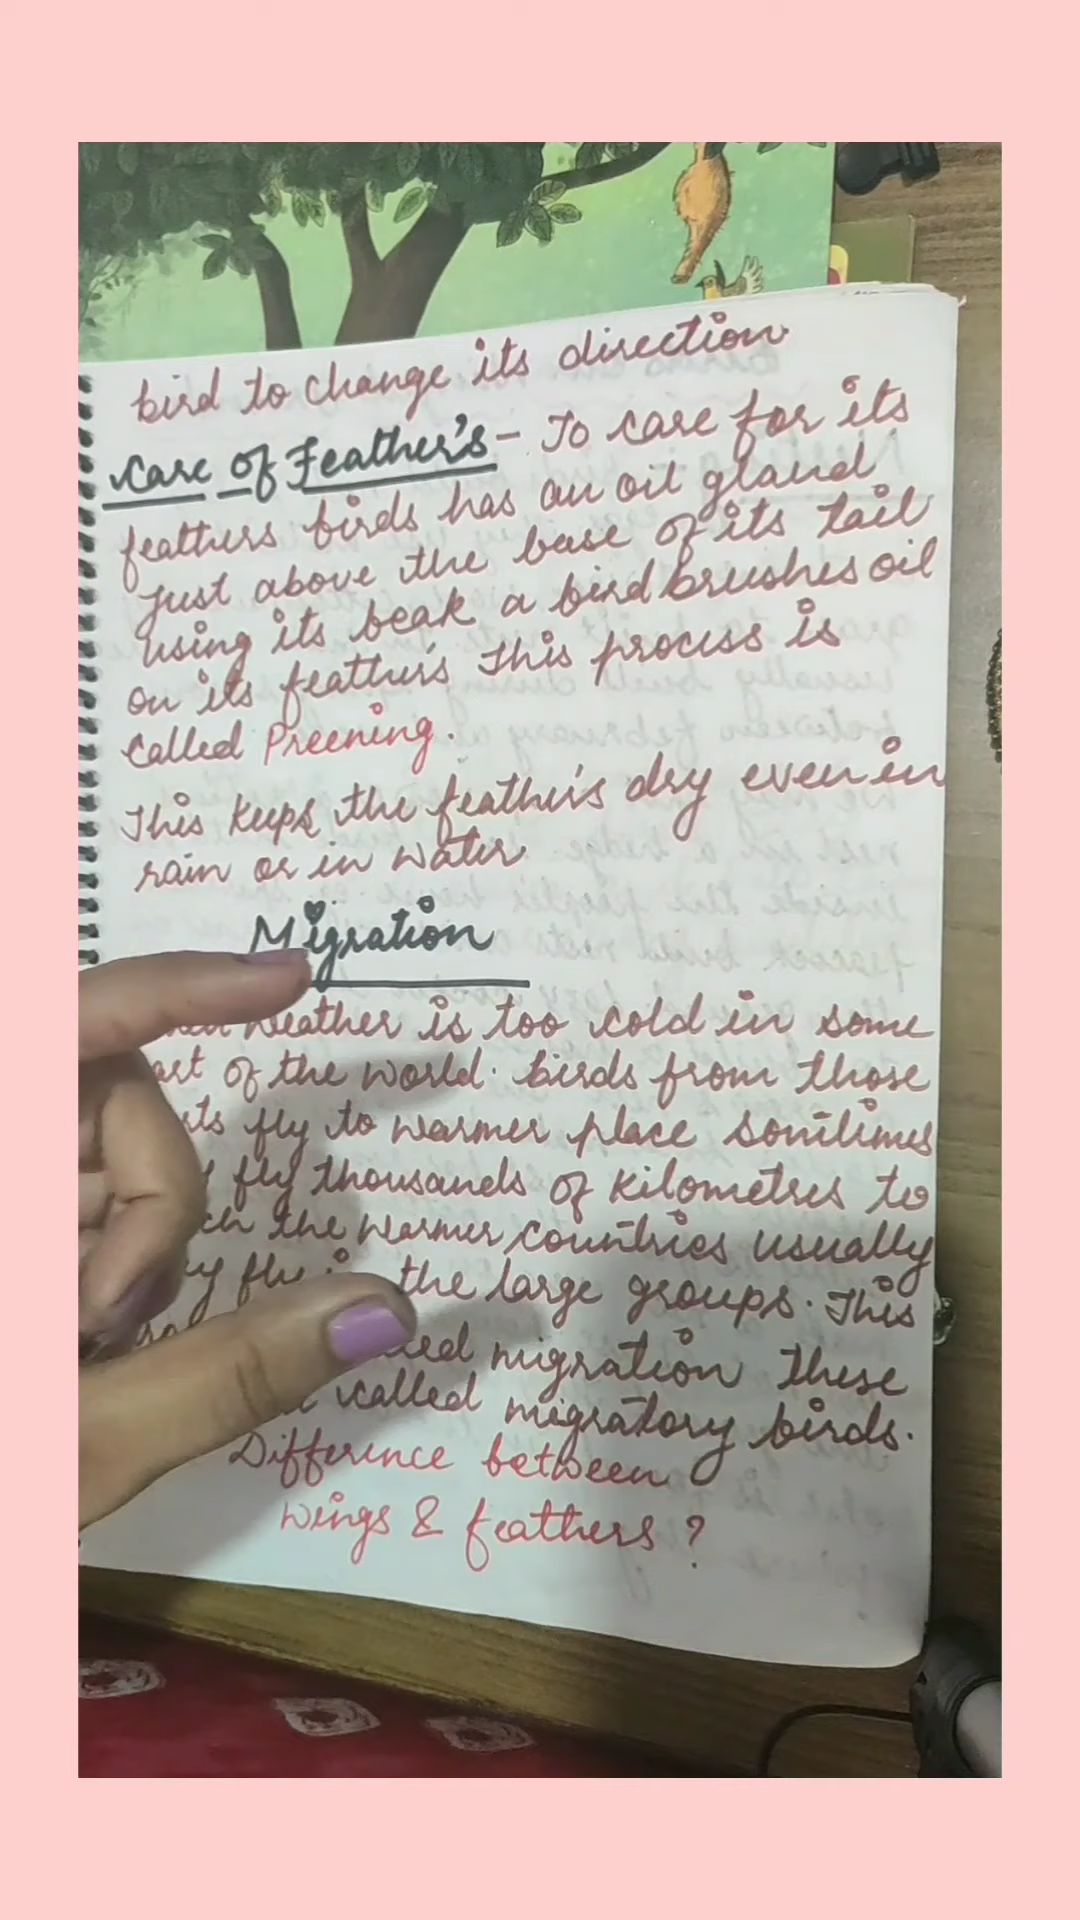 bird to change its direction
Care of Feather's - To care for its
feathers birds has an oil gland
just above the base of its tail
using its beak a bird brushes oil
on its feather's This process is
called Preening.
This keeps the feather's dry even in
rain or in water
Migration
weather is too cold in some
of the world. Birds from those
fly to warmer place sometimes
fly thousands of kilometres to
the warmer countries usually
the large groups. This
migration these
called migratory birds.
Difference between
wings & feathers ?